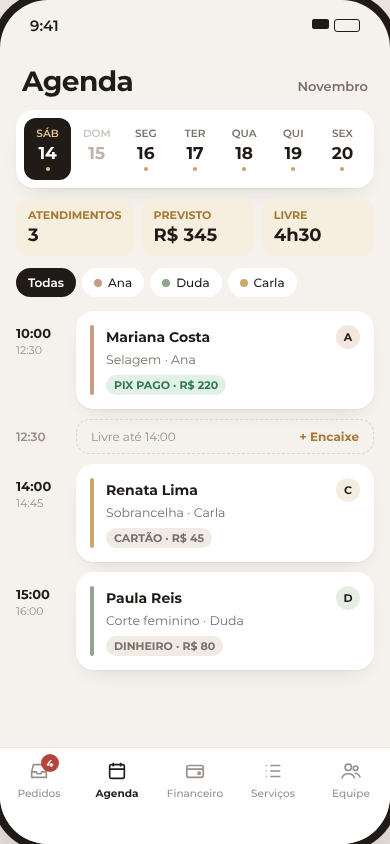 9:41
Agenda
Novembro
SÁB DOM SEG TER QUA QUI SEX
14 15 16 17 18 19 20
ATENDIMENTOS PREVISTO LIVRE
3 R$ 345 4h30
Todas Ana Duda Carla
10:00 Mariana Costa A
12:30 Selagem · Ana
PIX PAGO · R$ 220
12:30 Livre até 14:00 + Encaixe
14:00 Renata Lima C
14:45 Sobrancelha · Carla
CARTÃO · R$ 45
15:00 Paula Reis D
16:00 Corte feminino · Duda
DINHEIRO · R$ 80
4
Pedidos Agenda Financeiro Serviços Equipe